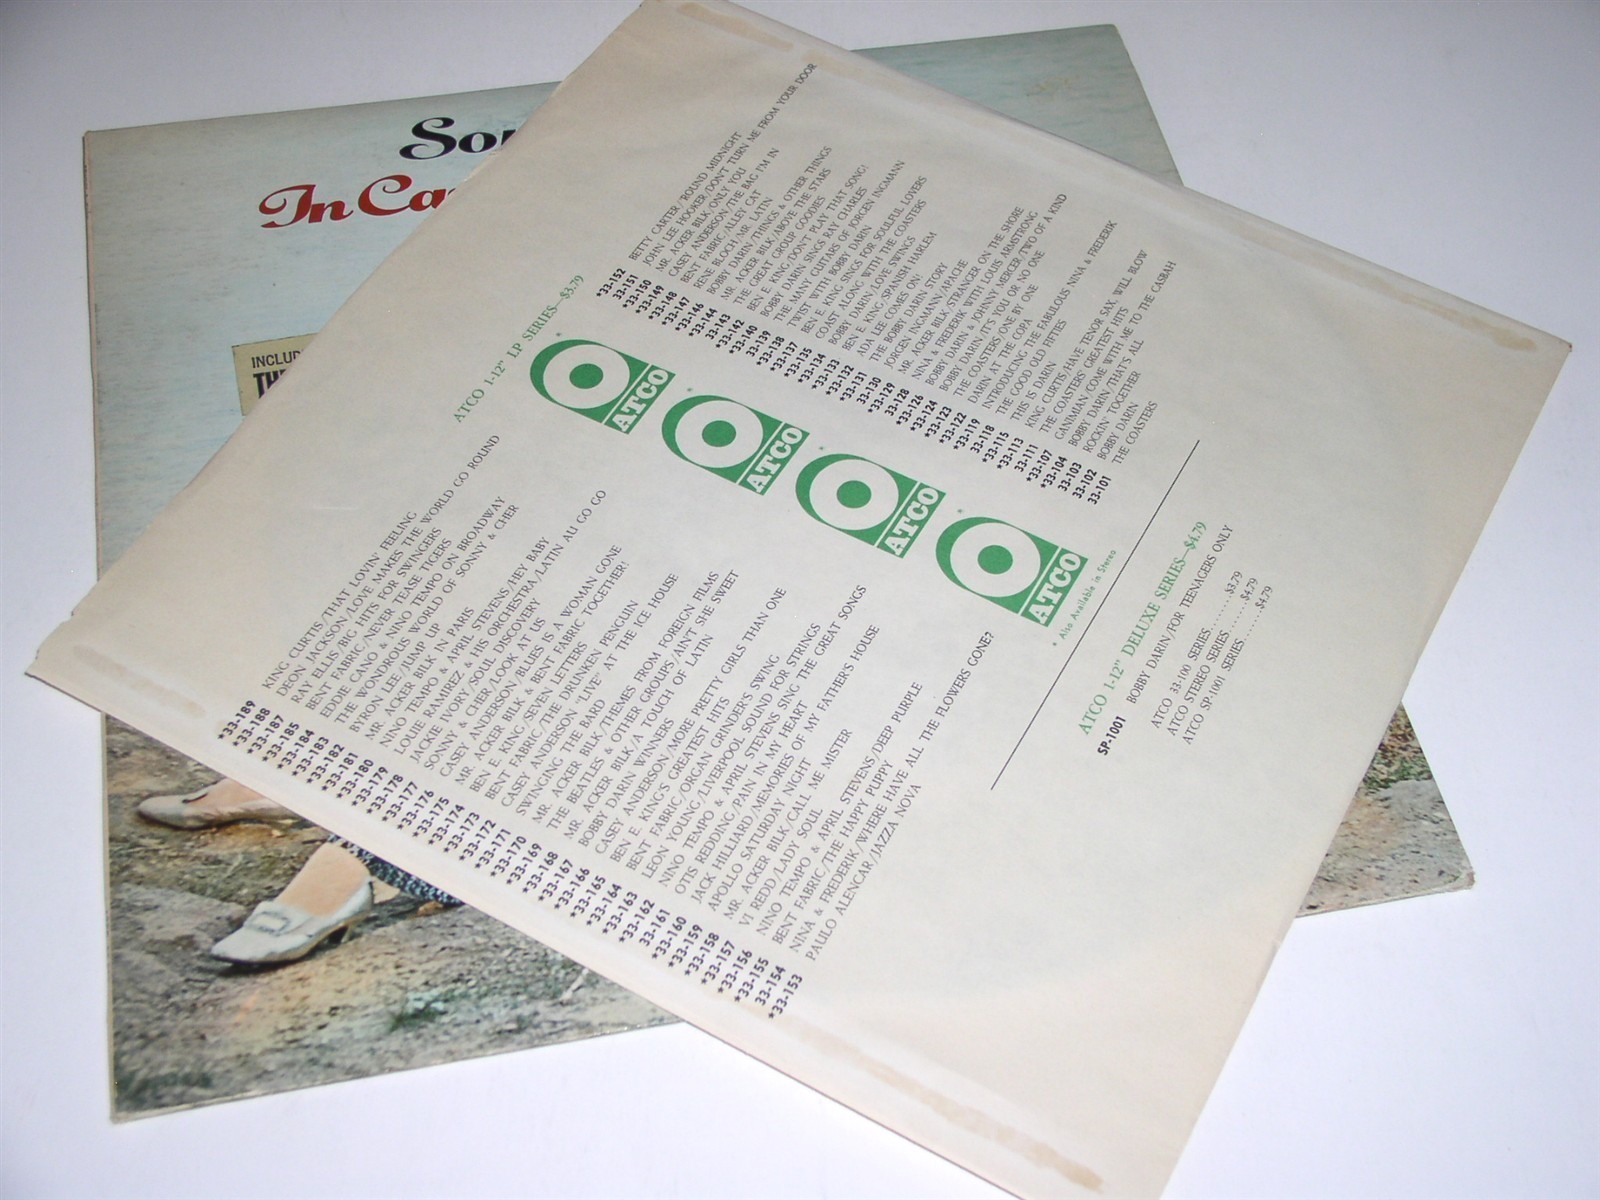 Son
In Ca
INCLUD
TH
ATCO 1-12" LP SERIES—$3.79
*33-152 BETTY CARTER/'ROUND MIDNIGHT
33-151 JOHN LEE HOOKER/DON'T TURN ME FROM YOUR DOOR
*33-150 MR. ACKER BILK/ONLY YOU
*33-149 CASEY ANDERSON/THE BAG I'M IN
*33-148 BENT FABRIC/ALLEY CAT
*33-147 RENE BLOCH/MR. LATIN
*33-146 BOBBY DARIN/THINGS & OTHER THINGS
*33-144 MR. ACKER BILK/ABOVE THE STARS
33-143 THE GREAT GROUP GOODIES
*33-142 BEN E. KING/DON'T PLAY THAT SONG!
*33-140 BOBBY DARIN SINGS RAY CHARLES
*33-139 THE MANY GUITARS OF JORGEN INGMANN
*33-138 TWIST WITH BOBBY DARIN
*33-137 BEN E. KING SINGS FOR SOULFUL LOVERS
*33-135 COAST ALONG WITH THE COASTERS
*33-134 BOBBY DARIN/LOVE SWINGS
*33-133 BEN E. KING/SPANISH HARLEM
*33-132 ADA LEE COMES ON!
*33-131 THE BOBBY DARIN STORY
33-130 JORGEN INGMANN/APACHE
*33-129 MR. ACKER BILK/STRANGER ON THE SHORE
33-128 NINA & FREDERIK WITH LOUIS ARMSTRONG
*33-126 BOBBY DARIN & JOHNNY MERCER/TWO OF A KIND
*33-124 BOBBY DARIN/IT'S YOU OR NO ONE
*33-123 THE COASTERS/ONE BY ONE
*33-122 DARIN AT THE COPA
*33-119 INTRODUCING THE FABULOUS NINA & FREDERIK
33-118 THE GOOD OLD FIFTIES
*33-115 THIS IS DARIN
*33-113 KING CURTIS/HAVE TENOR SAX, WILL BLOW
33-111 THE COASTERS' GREATEST HITS
*33-107 GANIMIAN/COME WITH ME TO THE CASBAH
*33-104 BOBBY DARIN/THAT'S ALL
33-103 ROCKIN' TOGETHER
33-102 BOBBY DARIN
33-101 THE COASTERS
ATCO
ATCO
ATCO
ATCO
* Also Available in Stereo
*33-189 KING CURTIS/THAT LOVIN' FEELING
*33-188 DEON JACKSON/LOVE MAKES THE WORLD GO ROUND
*33-187 RAY ELLIS/BIG HITS FOR SWINGERS
*33-185 BENT FABRIC/NEVER TEASE TIGERS
*33-184 EDDIE CANO & NINO TEMPO ON BROADWAY
*33-183 THE WONDROUS WORLD OF SONNY & CHER
*33-182 BYRON LEE/JUMP UP
*33-181 MR. ACKER BILK IN PARIS
*33-180 NINO TEMPO & APRIL STEVENS/HEY BABY
*33-179 LOUIE RAMIREZ & HIS ORCHESTRA/LATIN AU GO GO
*33-178 JACKIE IVORY/SOUL DISCOVERY
*33-177 SONNY & CHER/LOOK AT US
*33-176 CASEY ANDERSON/BLUES IS A WOMAN GONE
*33-175 MR. ACKER BILK & BENT FABRIC TOGETHER!
*33-174 BEN E. KING/SEVEN LETTERS
*33-173 BENT FABRIC/THE DRUNKEN PENGUIN
*33-172 CASEY ANDERSON "LIVE" AT THE ICE HOUSE
*33-171 SWINGING THE BARD
*33-170 MR. ACKER BILK/THEMES FROM FOREIGN FILMS
*33-169 THE BEATLES & OTHER GROUPS/AIN'T SHE SWEET
*33-168 MR. ACKER BILK/A TOUCH OF LATIN
*33-167 BOBBY DARIN WINNERS
*33-166 CASEY ANDERSON/MORE PRETTY GIRLS THAN ONE
*33-165 BEN E. KING'S GREATEST HITS
*33-164 BENT FABRIC/ORGAN GRINDER'S SWING
*33-163 LEON YOUNG/LIVERPOOL SOUND FOR STRINGS
*33-162 NINO TEMPO & APRIL STEVENS SING THE GREAT SONGS
33-161 OTIS REDDING/PAIN IN MY HEART
*33-160 JACK HILLIARD/MEMORIES OF MY FATHER'S HOUSE
*33-159 APOLLO SATURDAY NIGHT
*33-158 MR. ACKER BILK/CALL ME MISTER
*33-157 VI REDD/LADY SOUL
*33-156 NINO TEMPO & APRIL STEVENS/DEEP PURPLE
*33-155 BENT FABRIC/THE HAPPY PUPPY
33-154 NINA & FREDERIK/WHERE HAVE ALL THE FLOWERS GONE?
*33-153 PAULO ALENCAR/JAZZA NOVA
ATCO 1-12" DELUXE SERIES—$4.79
SP-1001 BOBBY DARIN/FOR TEENAGERS ONLY
ATCO 33-100 SERIES ......$3.79
ATCO STEREO SERIES ......$4.79
ATCO SP-1001 SERIES ......$4.79